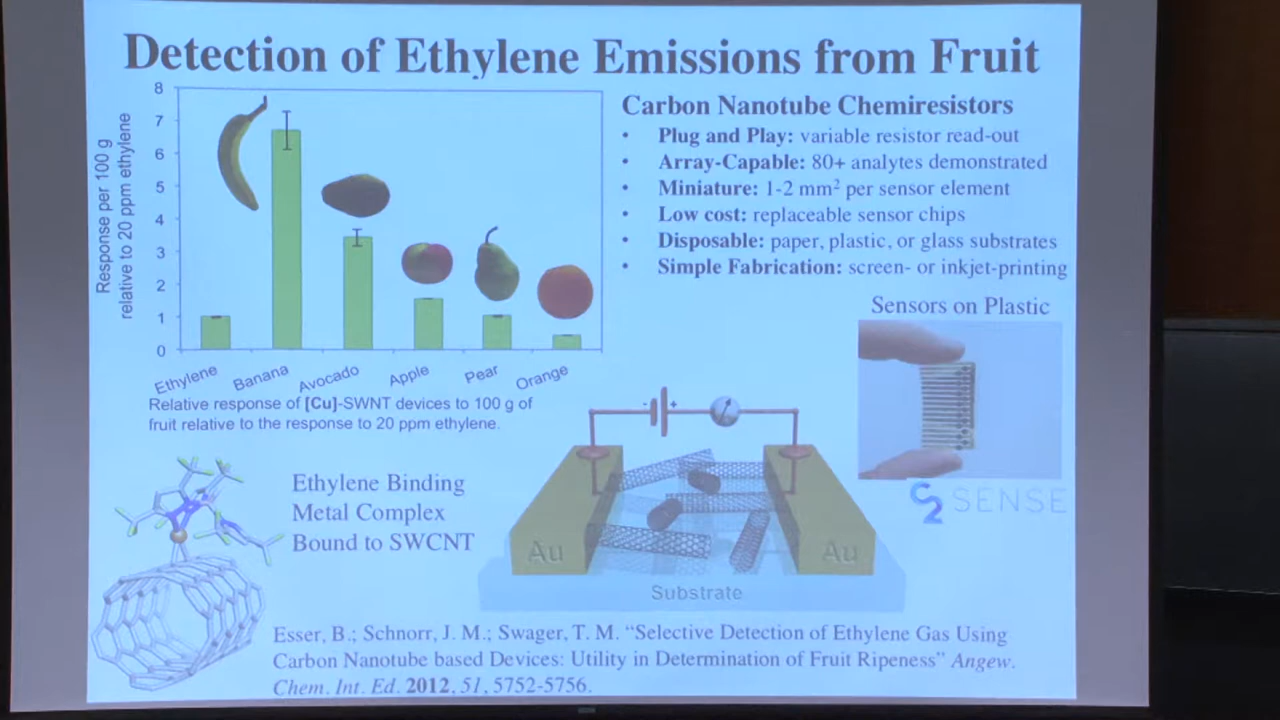 Detection of Ethylene Emissions from Fruit
Response per 100 g
relative to 20 ppm ethylene
8
7
6
5
4
3
2
1
0
Ethylene
Banana
Avocado
Apple
Pear
Orange
Relative response of [Cu]-SWNT devices to 100 g of
fruit relative to the response to 20 ppm ethylene.
Carbon Nanotube Chemiresistors
• Plug and Play: variable resistor read-out
• Array-Capable: 80+ analytes demonstrated
• Miniature: 1-2 mm² per sensor element
• Low cost: replaceable sensor chips
• Disposable: paper, plastic, or glass substrates
• Simple Fabrication: screen- or inkjet-printing
Sensors on Plastic
C2 SENSE
Ethylene Binding
Metal Complex
Bound to SWCNT
- +
Au
Au
Substrate
Esser, B.; Schnorr, J. M.; Swager, T. M. “Selective Detection of Ethylene Gas Using
Carbon Nanotube based Devices: Utility in Determination of Fruit Ripeness” Angew.
Chem. Int. Ed. 2012, 51, 5752-5756.